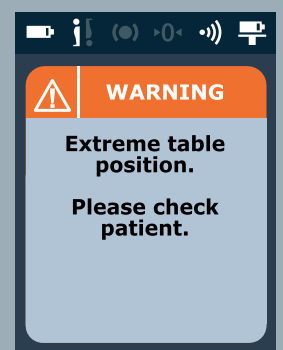 WARNING
Extreme table
position.
Please check
patient.